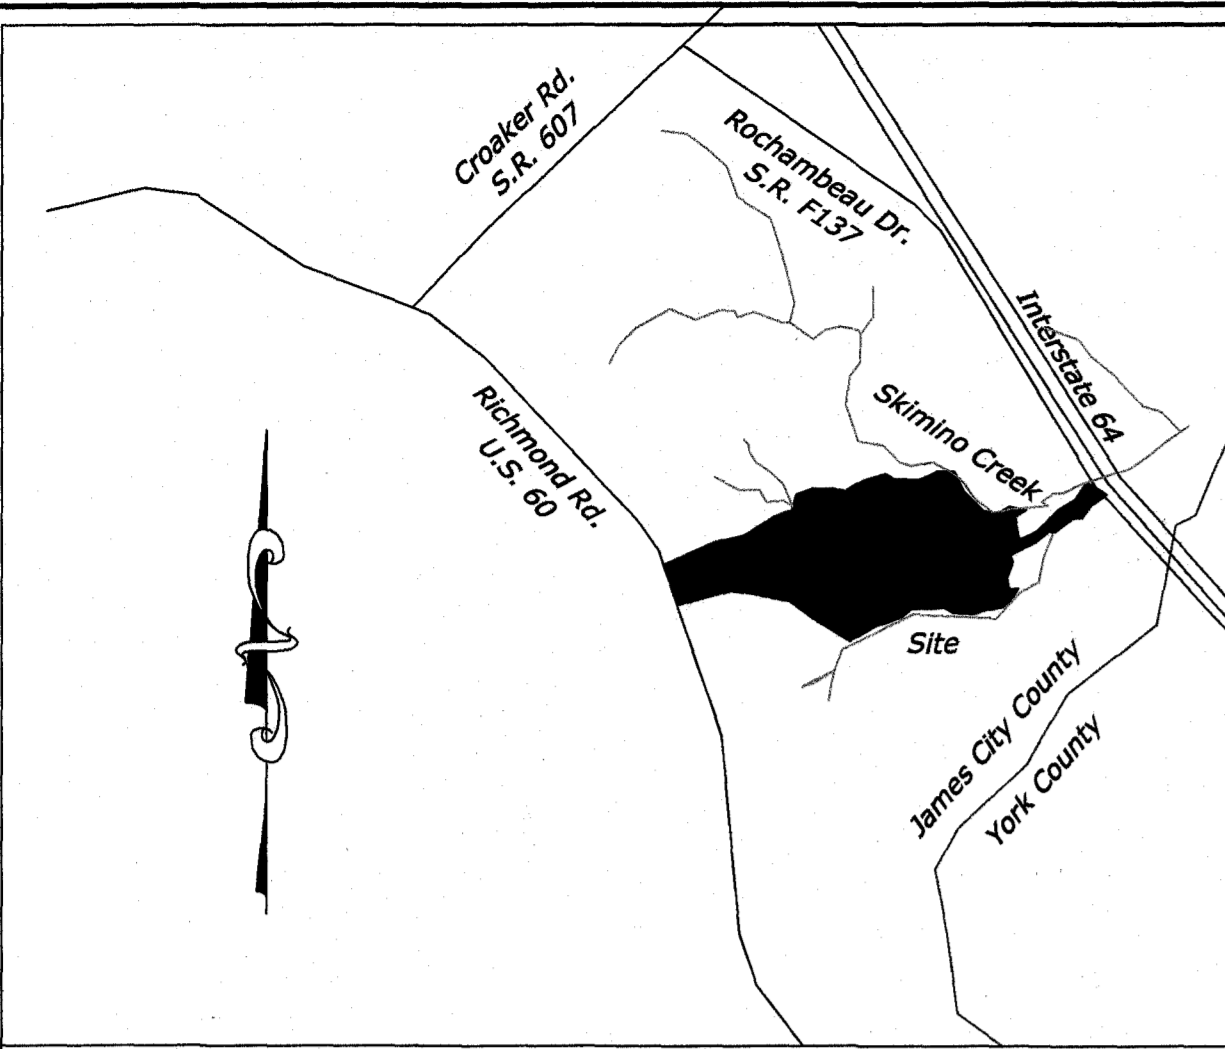 Croaker Rd.
S.R. 607
Rochambeau Dr.
S.R. F137
Interstate 64
Skimino Creek
Richmond Rd.
U.S. 60
Site
James City County
York County